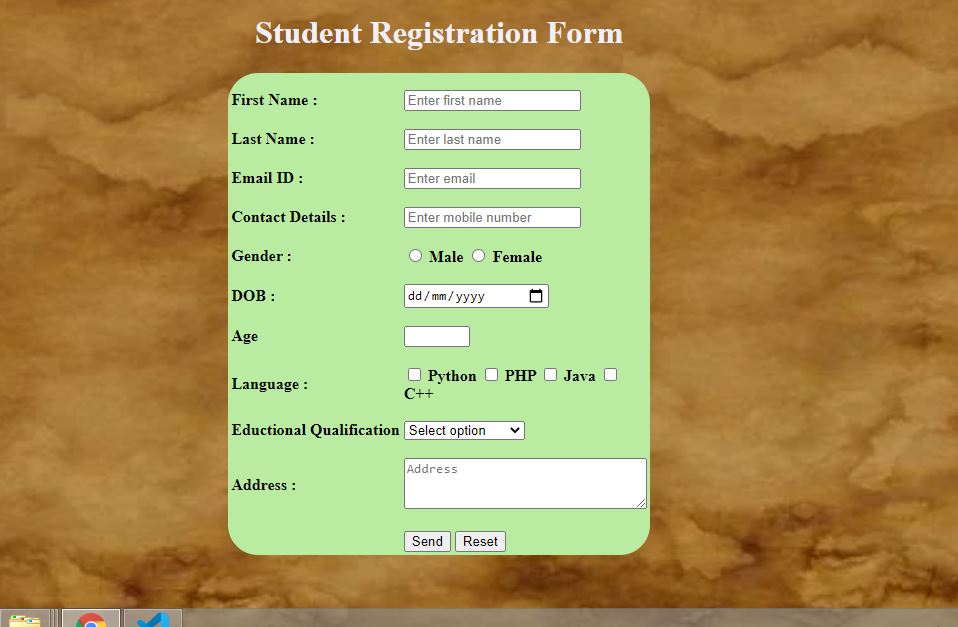 Student Registration Form
First Name : Enter first name
Last Name : Enter last name
Email ID : Enter email
Contact Details : Enter mobile number
Gender : Male Female
DOB : dd/mm/yyyy
Age
Language : Python PHP Java
C++
Eductional Qualification Select option
Address : Address
Send Reset